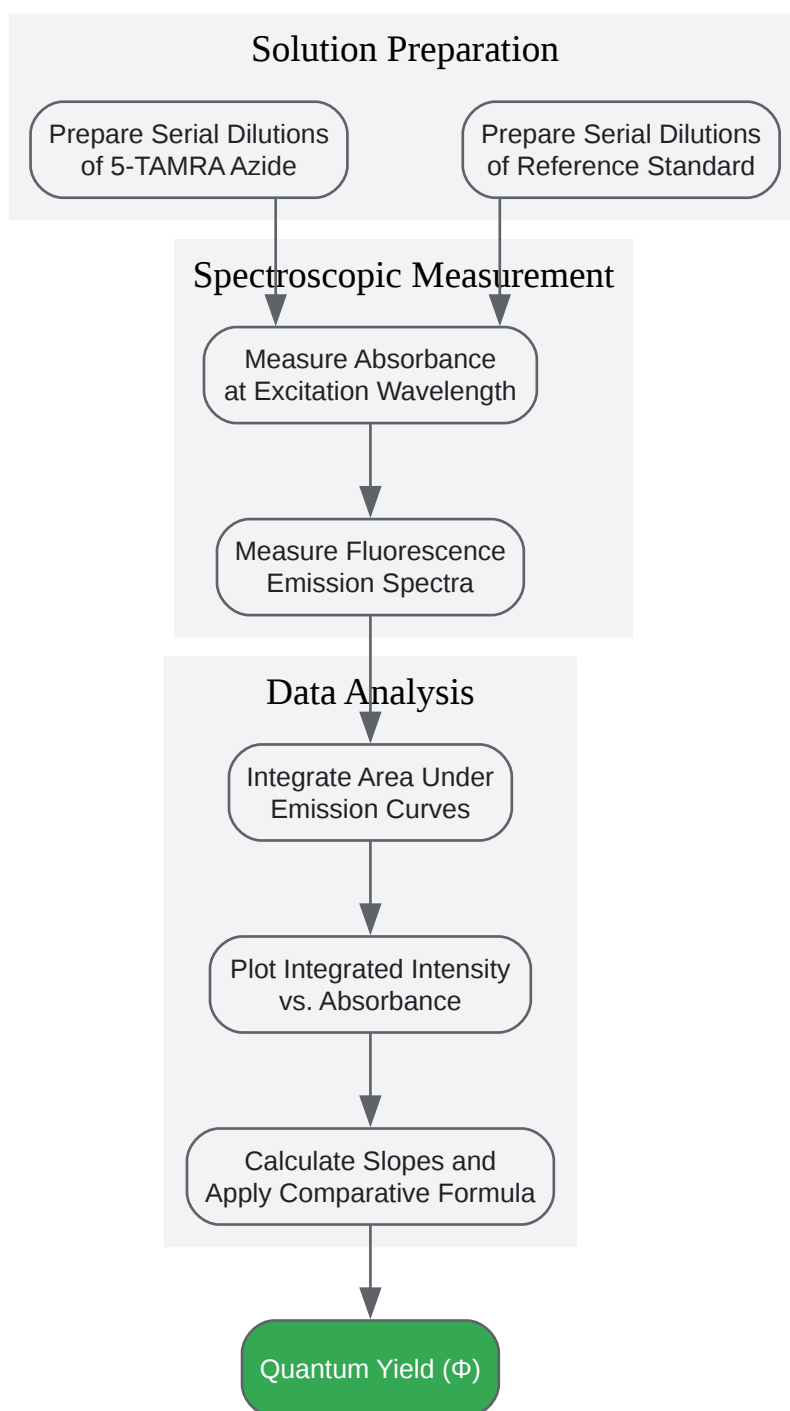 Solution Preparation
Prepare Serial Dilutions
of 5-TAMRA Azide
Prepare Serial Dilutions
of Reference Standard
Spectroscopic Measurement
Measure Absorbance
at Excitation Wavelength
Measure Fluorescence
Emission Spectra
Data Analysis
Integrate Area Under
Emission Curves
Plot Integrated Intensity
vs. Absorbance
Calculate Slopes and
Apply Comparative Formula
Quantum Yield (Φ)